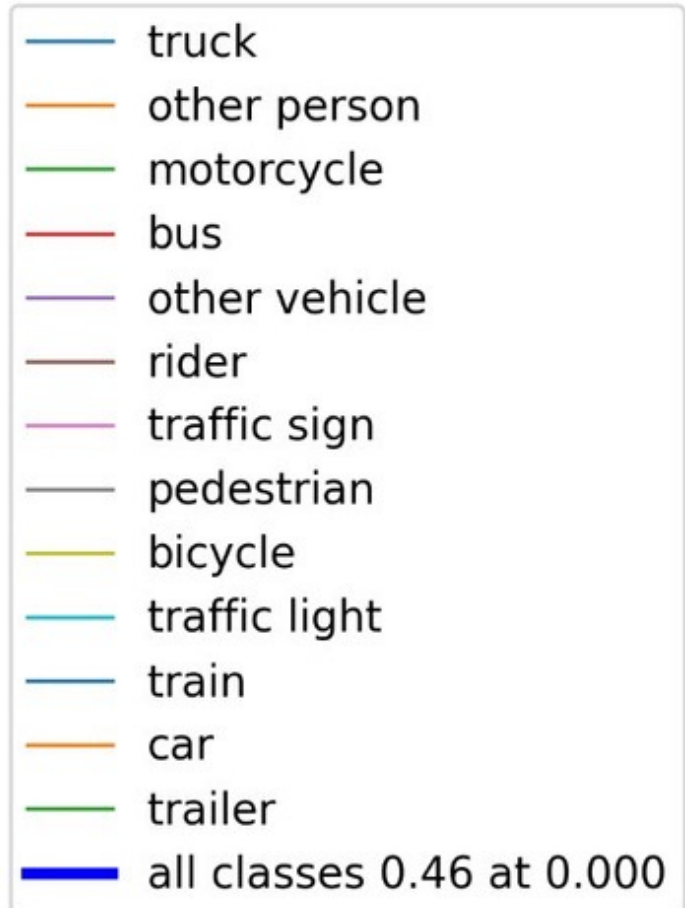 truck
other person
motorcycle
bus
other vehicle
rider
traffic sign
pedestrian
bicycle
traffic light
train
car
trailer
all classes 0.46 at 0.000